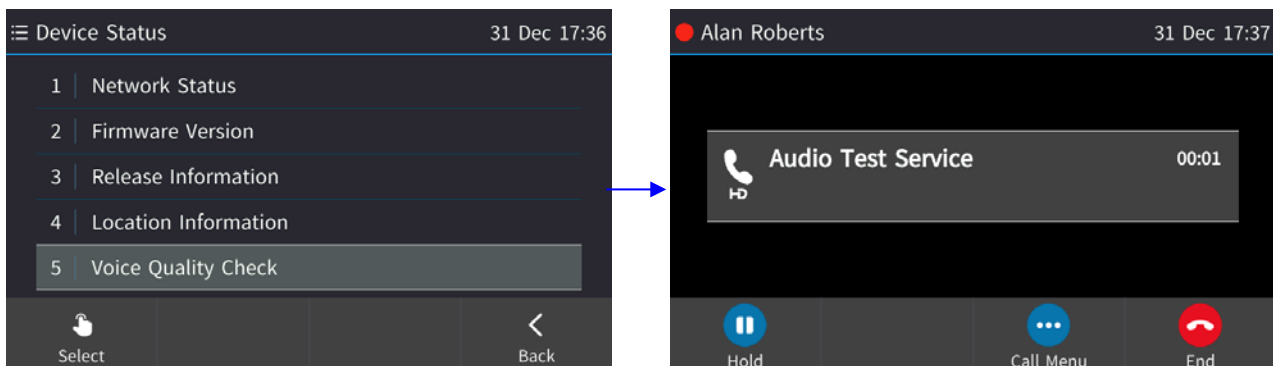 Device Status 31 Dec 17:36
1 Network Status
2 Firmware Version
3 Release Information
4 Location Information
5 Voice Quality Check
Select Back
Alan Roberts 31 Dec 17:37
Audio Test Service 00:01
HD
Hold Call Menu End